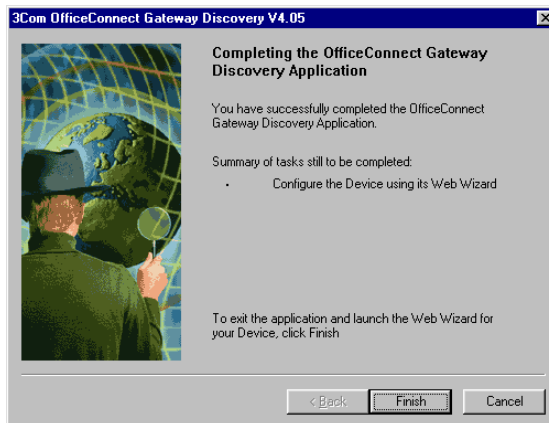 3Com OfficeConnect Gateway Discovery V4.05
Completing the OfficeConnect Gateway
Discovery Application
You have successfully completed the OfficeConnect
Gateway Discovery Application.
Summary of tasks still to be completed:
· Configure the Device using its Web Wizard
To exit the application and launch the Web Wizard for
your Device, click Finish
< Back
Finish
Cancel